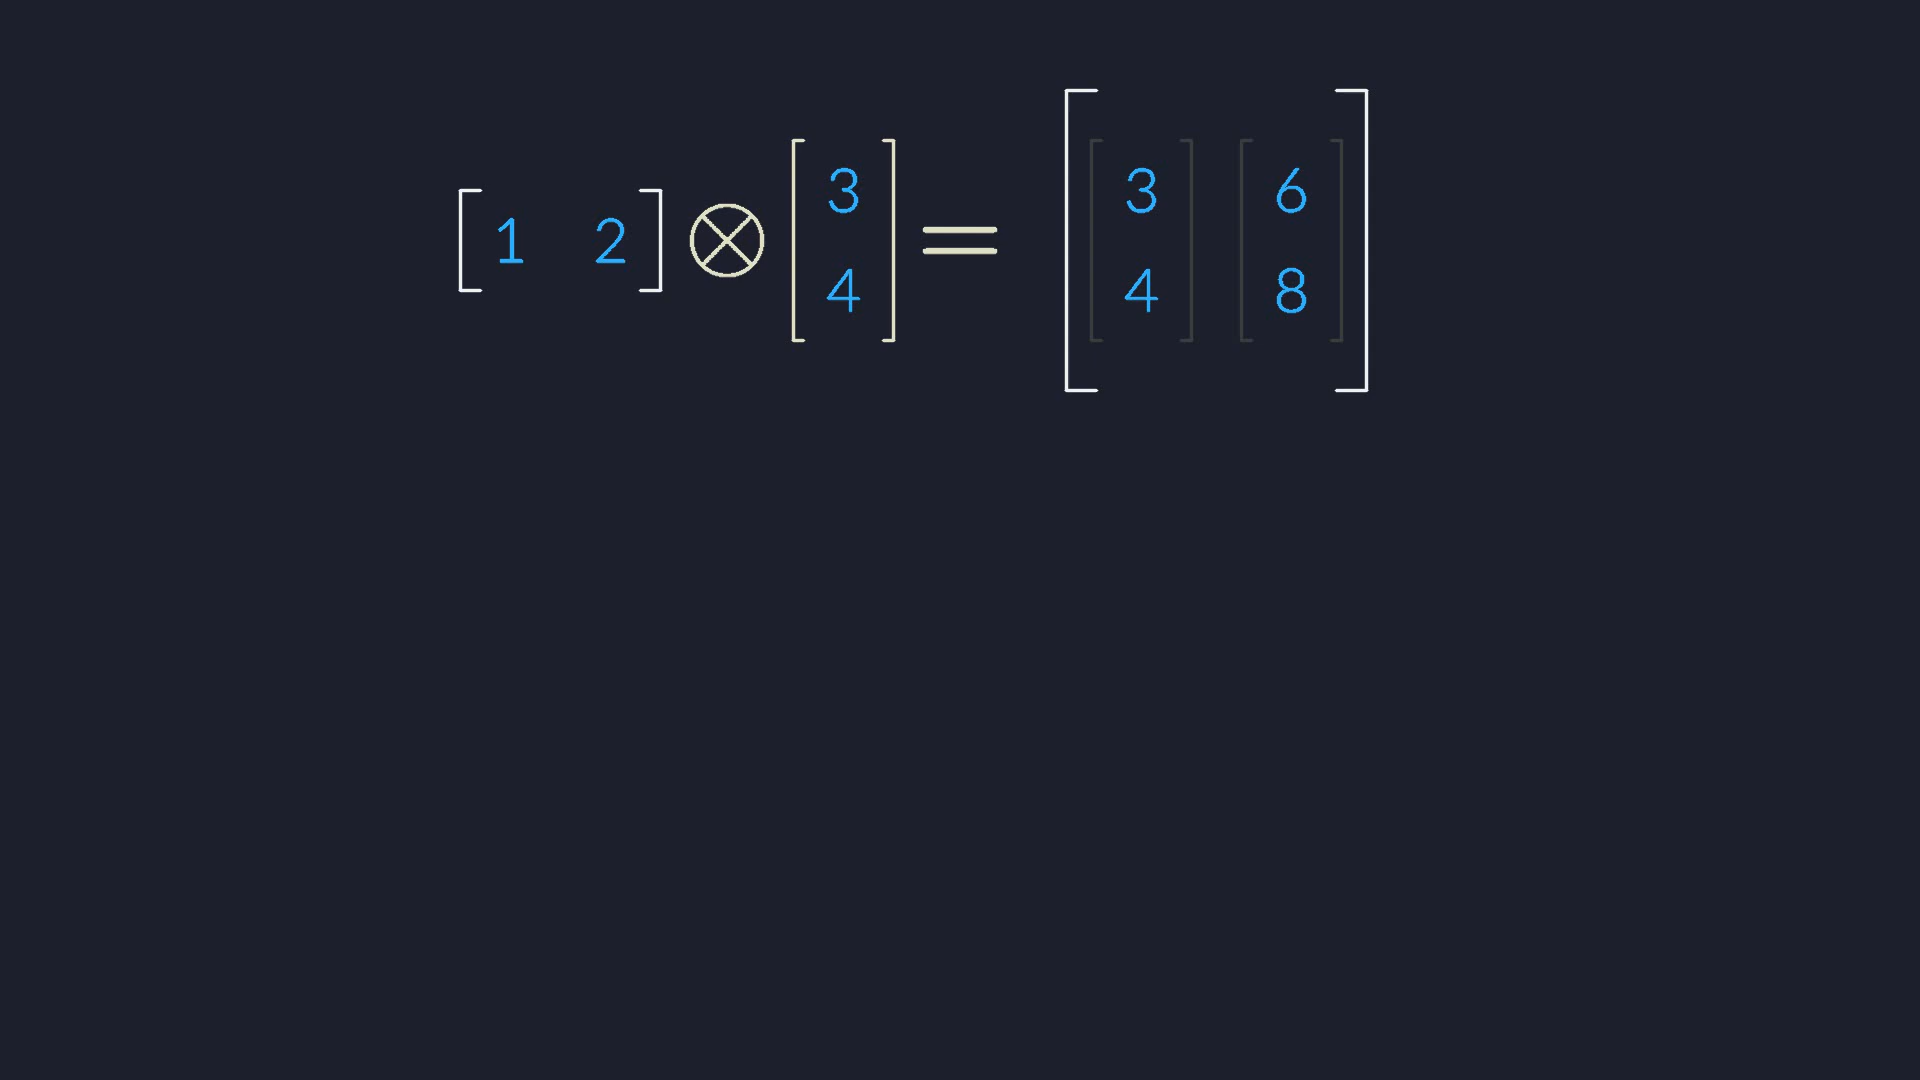 [1 2] ⊗ [3 4] = [[3 4] [6 8]]